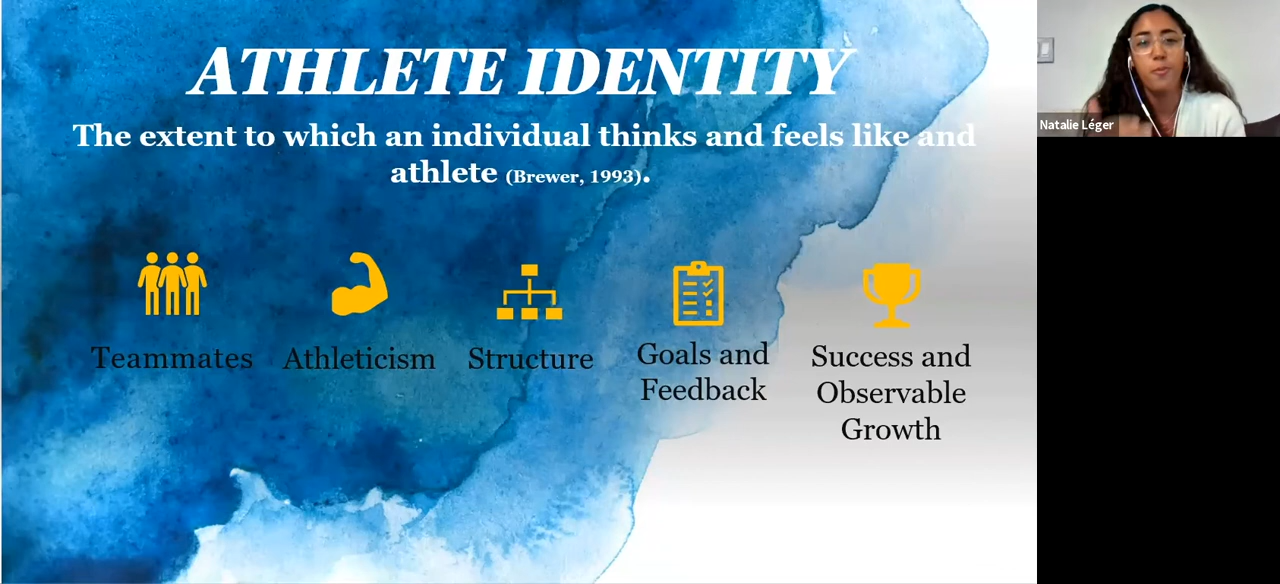 ATHLETE IDENTITY
The extent to which an individual thinks and feels like and
athlete (Brewer, 1993).
Teammates
Athleticism
Structure
Goals and
Feedback
Success and
Observable
Growth
Natalie Léger